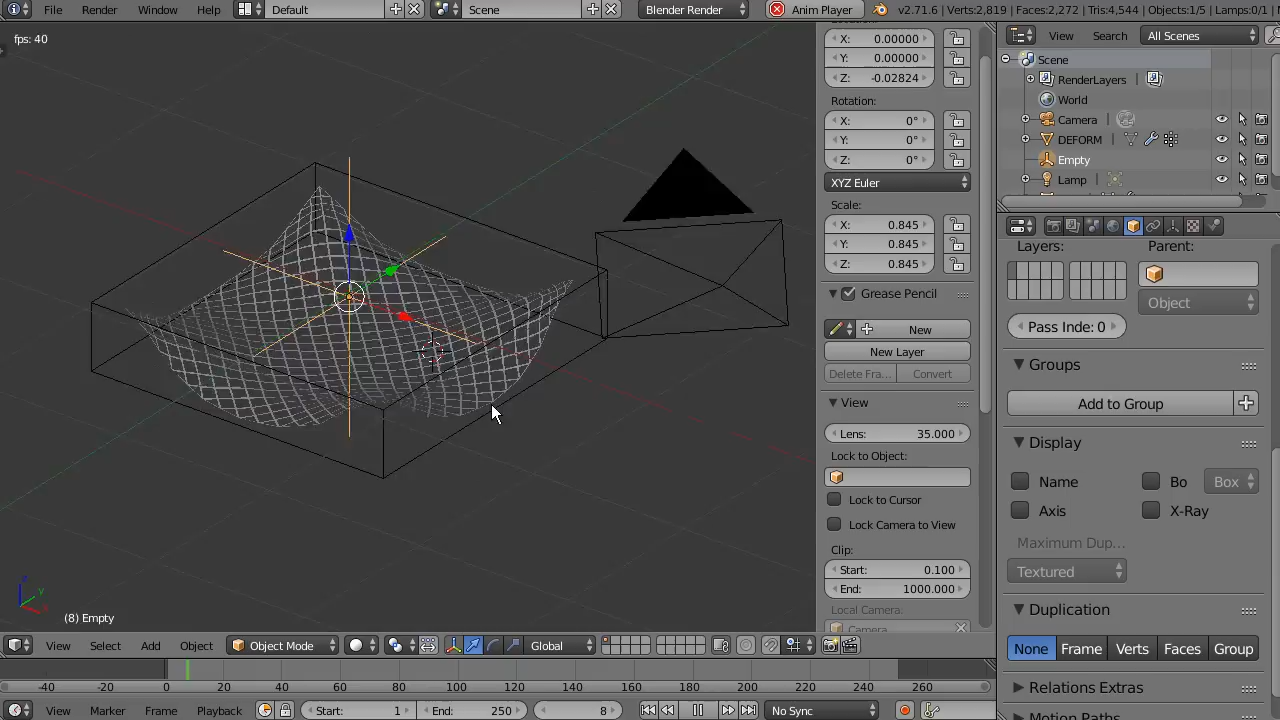 File Render Window Help Default Scene Blender Render Anim Player v2.71.6 | Verts:2,819 | Faces:2,272 | Tris:4,544 | Objects:1/5 | Lamps:0/1 |
fps: 40
X: 0.00000
Y: 0.00000
Z: -0.02824
Rotation:
X: 0°
Y: 0°
Z: 0°
XYZ Euler
Scale:
X: 0.845
Y: 0.845
Z: 0.845
Grease Pencil
New
New Layer
Delete Fra... Convert
View
Lens: 35.000
Lock to Object:
Lock to Cursor
Lock Camera to View
Clip:
Start: 0.100
End: 1000.000
Local Camera:
Camera
View Search All Scenes
Scene
RenderLayers
World
Camera
DEFORM
Empty
Lamp
Layers: Parent:
Object
Pass Inde: 0
Groups
Add to Group
Display
Name Bo Box
Axis X-Ray
Maximum Dup...
Textured
Duplication
None Frame Verts Faces Group
Relations Extras
Motion Paths
z
y
x
(8) Empty
View Select Add Object Object Mode Global
-40 -20 0 20 40 60 80 100 120 140 160 180 200 220 240 260
View Marker Frame Playback Start: 1 End: 250 8 No Sync